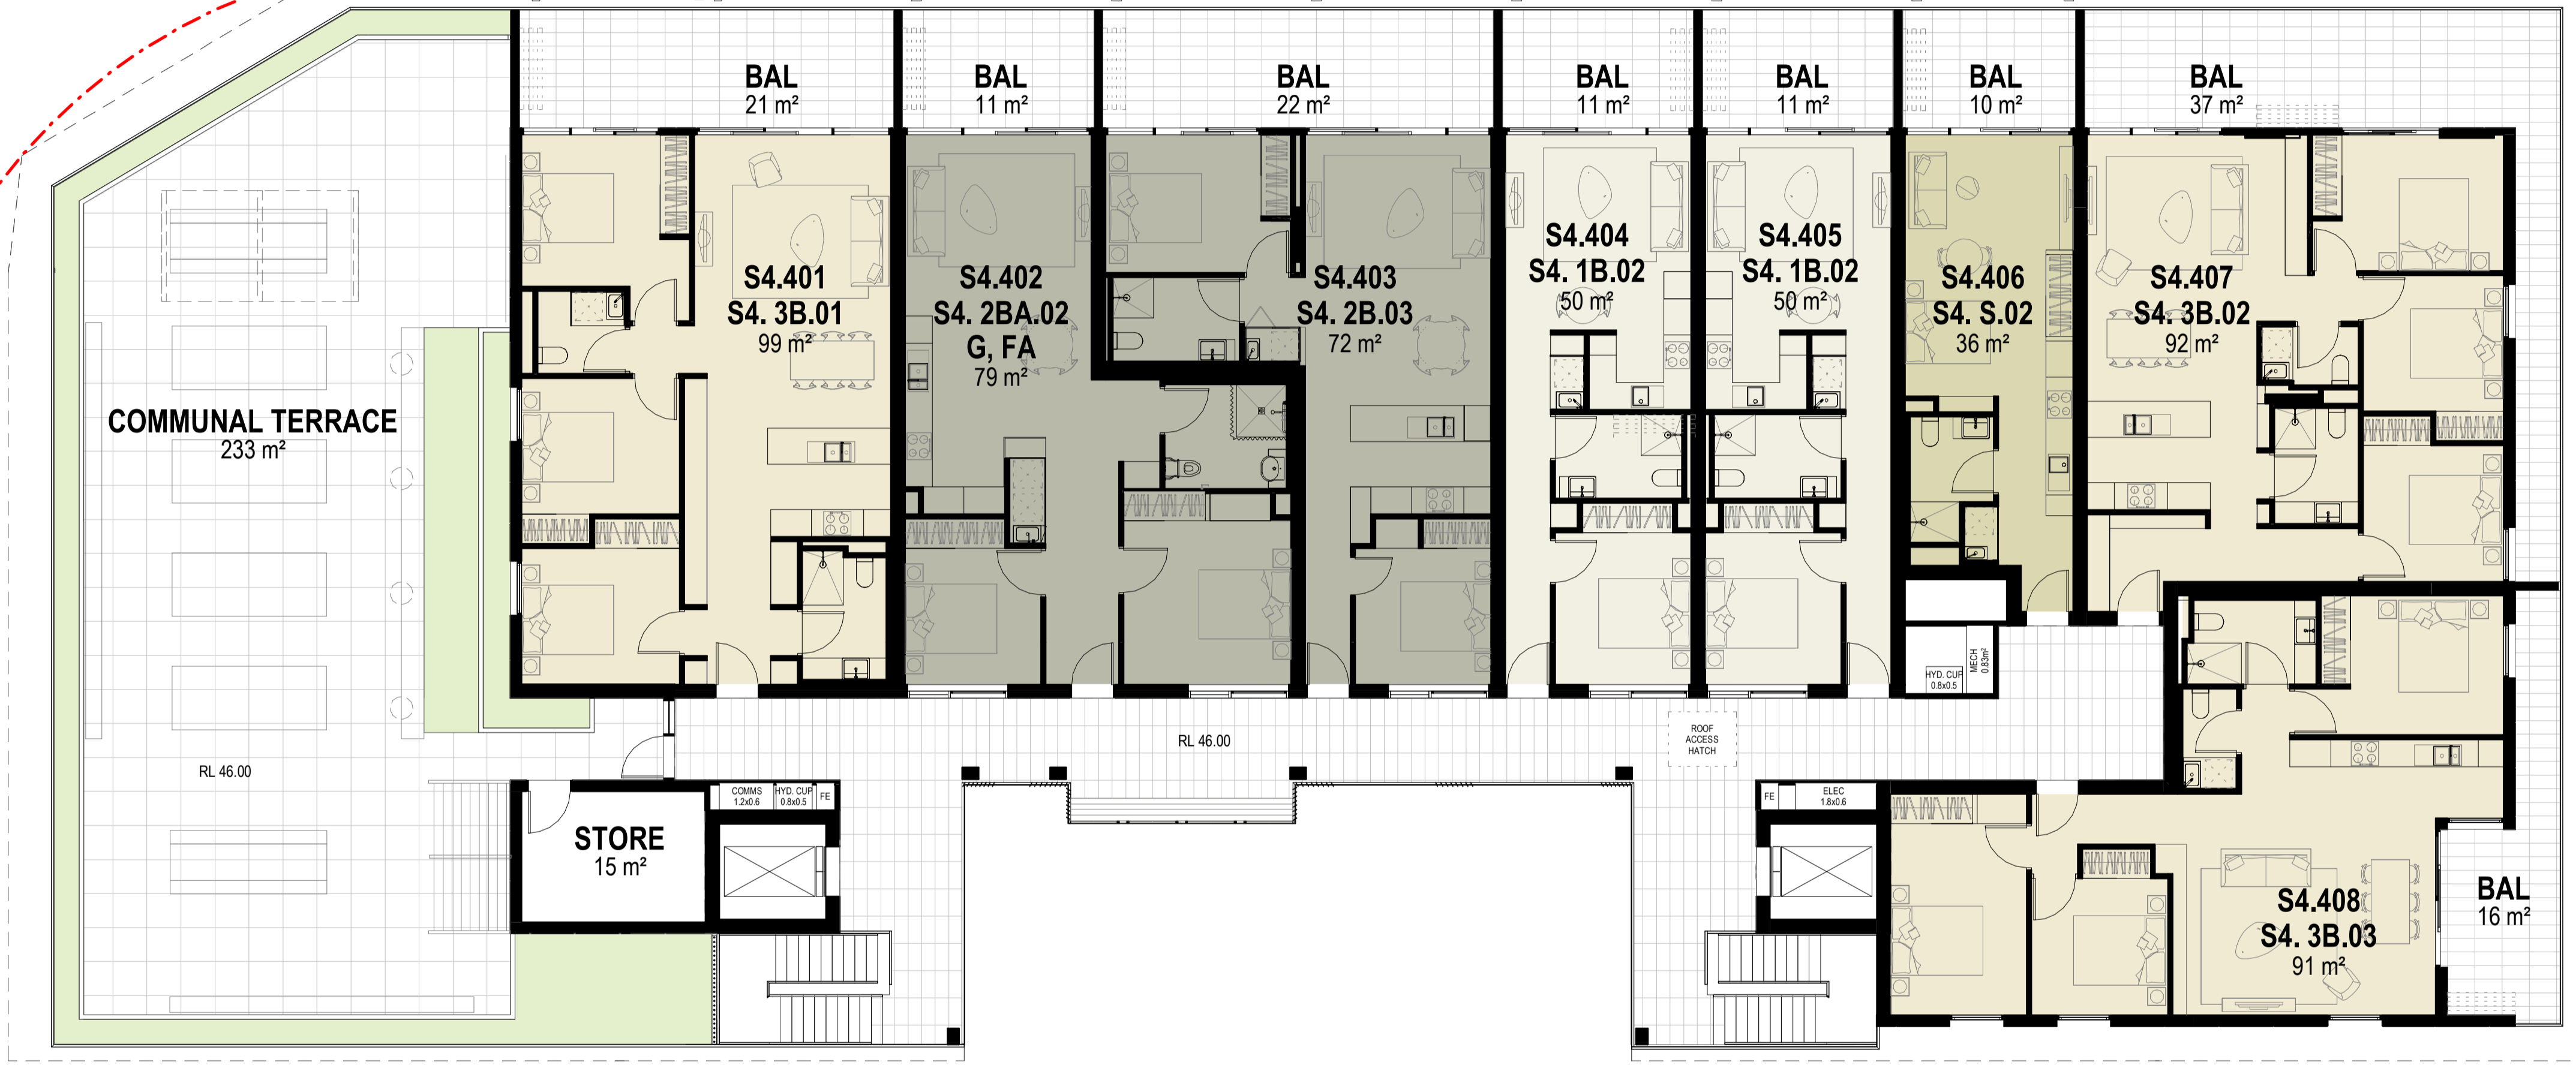 BAL
21 m²
BAL
11 m²
BAL
22 m²
BAL
11 m²
BAL
11 m²
BAL
10 m²
BAL
37 m²
S4.401
S4. 3B.01
99 m²
S4.402
S4. 2BA.02
G, FA
79 m²
S4.403
S4. 2B.03
72 m²
S4.404
S4. 1B.02
50 m²
S4.405
S4. 1B.02
50 m²
S4.406
S4. S.02
36 m²
S4.407
S4. 3B.02
92 m²
COMMUNAL TERRACE
233 m²
HYD. CUP
0.8x0.5
MECH
0.83m²
RL 46.00
RL 46.00
ROOF
ACCESS
HATCH
COMMS
1.2x0.6
HYD. CUP
0.8x0.5
FE
FE
ELEC
1.8x0.6
STORE
15 m²
S4.408
S4. 3B.03
91 m²
BAL
16 m²